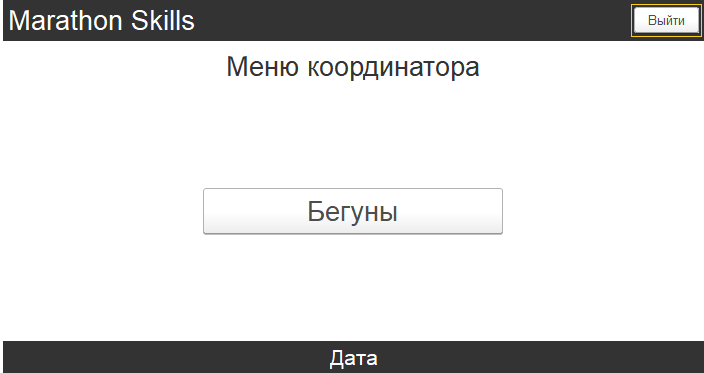 Marathon Skills
Выйти
Меню координатора
Бегуны
Дата